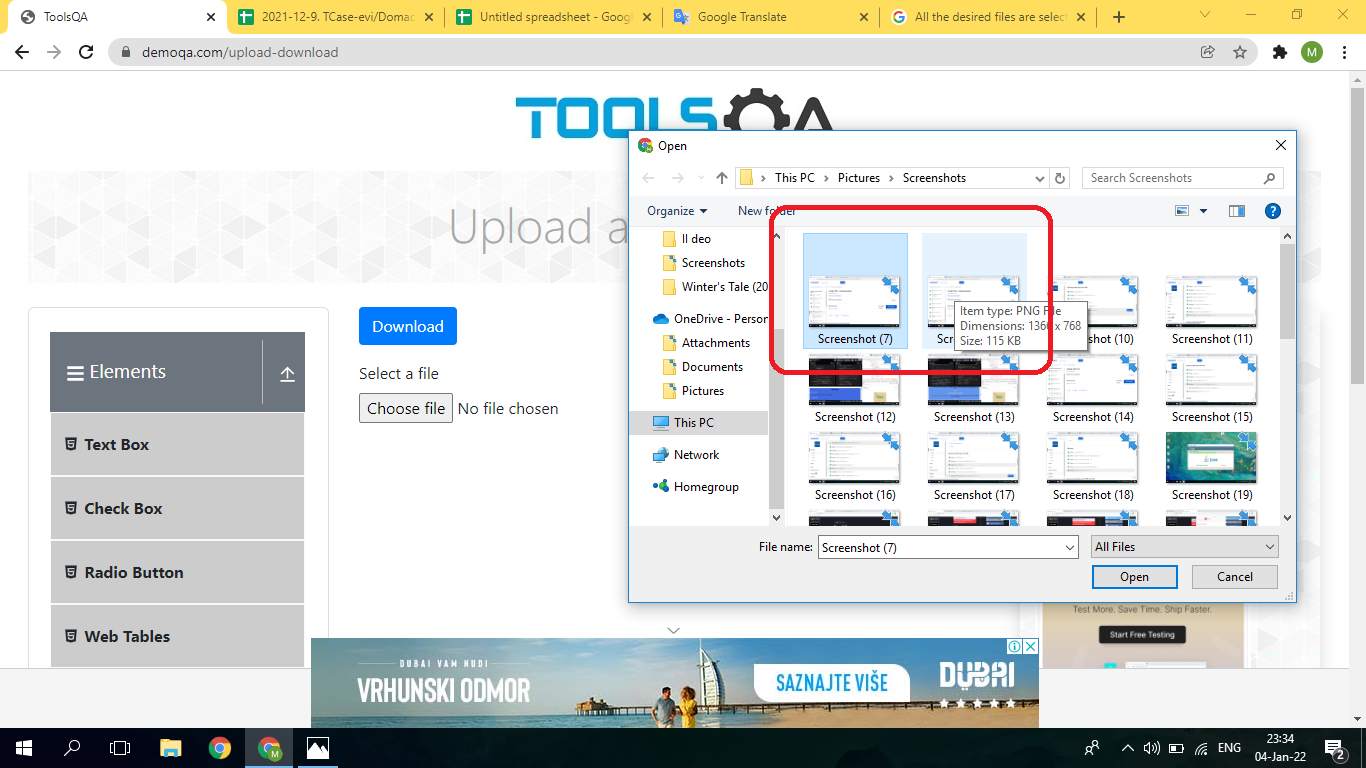 ToolsQA
2021-12-9. TCase-evi/Domac
Untitled spreadsheet - Goog
Google Translate
All the desired files are selec
demoqa.com/upload-download
M
TOOLSQA
Upload a
Open
This PC > Pictures > Screenshots
Search Screenshots
Organize
New folder
Il deo
Screenshots
Winter's Tale (20
OneDrive - Person
Attachments
Documents
Pictures
This PC
Network
Homegroup
Screenshot (7)
Scr
(10)
Screenshot (11)
Item type: PNG File
Dimensions: 1366 x 768
Size: 115 KB
Screenshot (12)
Screenshot (13)
Screenshot (14)
Screenshot (15)
Screenshot (16)
Screenshot (17)
Screenshot (18)
Screenshot (19)
File name:
Screenshot (7)
All Files
Open
Cancel
Download
Select a file
Choose file No file chosen
Elements
Text Box
Check Box
Radio Button
Web Tables
Test More. Save Time. Ship Faster.
Start Free Testing
DUBAI VAM NUDI
VRHUNSKI ODMOR
SAZNAJTE VIŠE
DUBAI
ENG
23:34
04-Jan-22
2